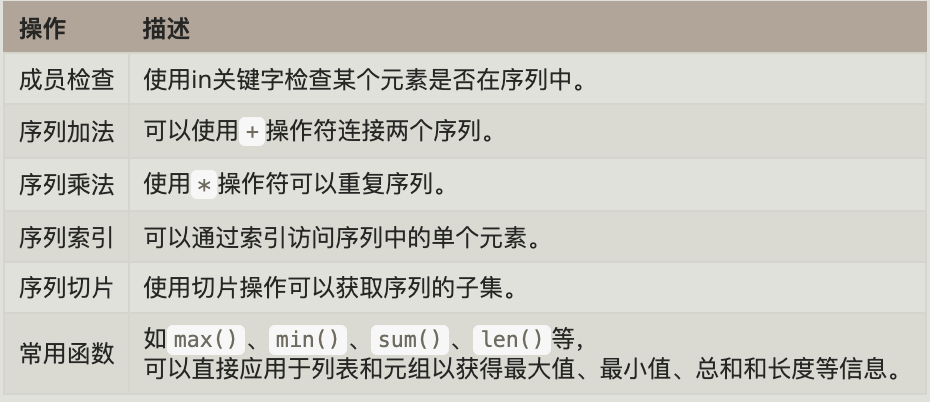 操作 描述
成员检查 使用in关键字检查某个元素是否在序列中。
序列加法 可以使用+操作符连接两个序列。
序列乘法 使用*操作符可以重复序列。
序列索引 可以通过索引访问序列中的单个元素。
序列切片 使用切片操作可以获取序列的子集。
常用函数 如max()、min()、sum()、len()等，
可以直接应用于列表和元组以获得最大值、最小值、总和和长度等信息。